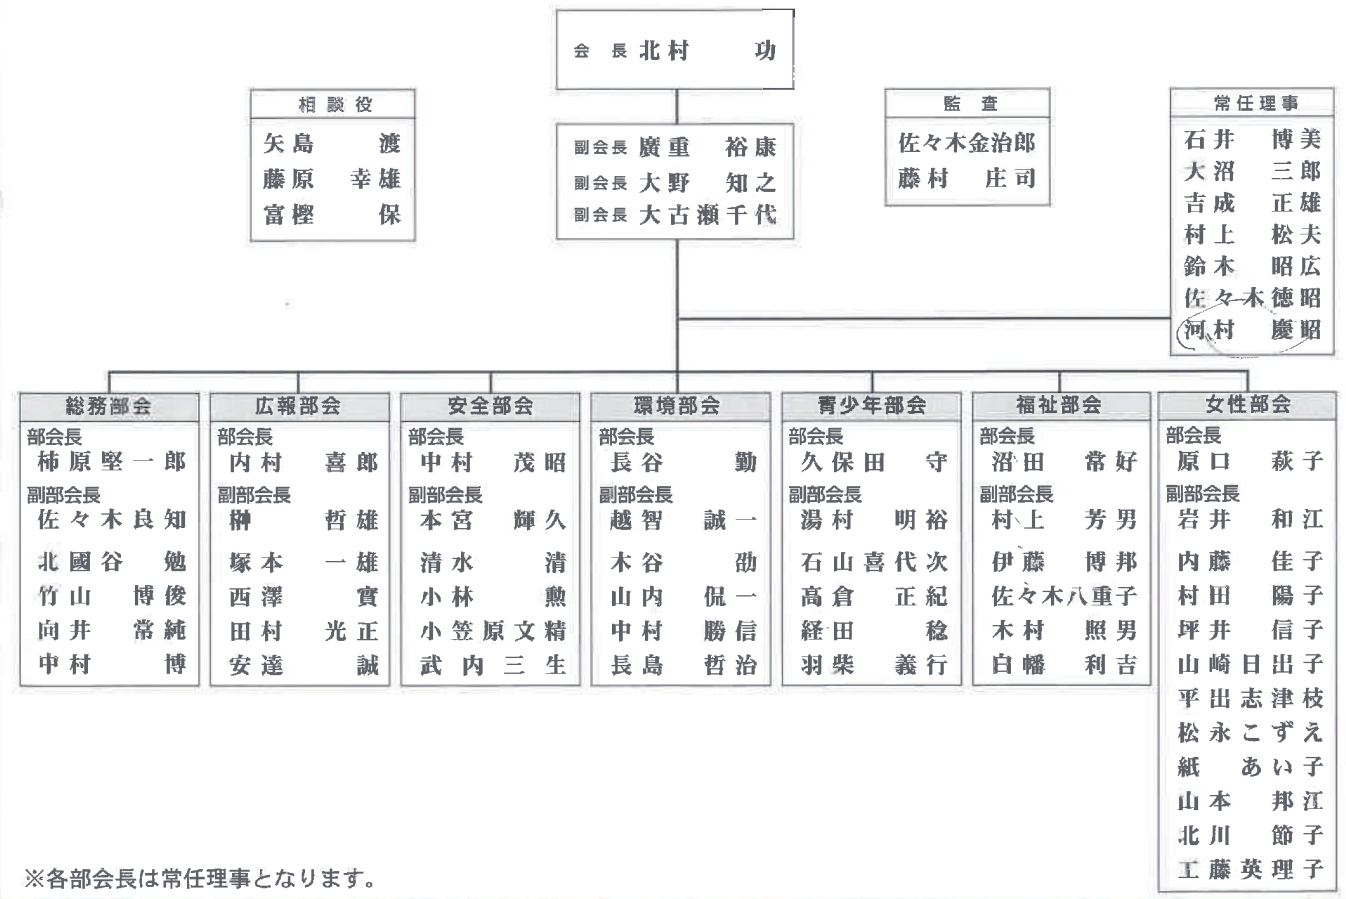 会長 北村 功
相談役
矢島 渡
藤原 幸雄
富樫 保
副会長 廣重 裕康
副会長 大野 知之
副会長 大古瀬千代
監査
佐々木金治郎
藤村 庄司
常任理事
石井 博美
大沼 三郎
吉成 正雄
村上 松夫
鈴木 昭広
佐々木徳昭
河村 慶昭
総務部会
部会長
柿原堅一郎
副部会長
佐々木良知
北國谷 勉
竹山 博俊
向井 常純
中村 博
広報部会
部会長
内村 喜郎
副部会長
榊 哲雄
塚本 一雄
西澤 實
田村 光正
安達 誠
安全部会
部会長
中村 茂昭
副部会長
本宮 輝久
清水 清
小林 勲
小笠原文精
武内三生
環境部会
部会長
長谷 勤
副部会長
越智 誠一
木谷 劭
山内 侃一
中村 勝信
長島 哲治
青少年部会
部会長
久保田 守
副部会長
湯村 明裕
石山喜代次
高倉 正紀
経田 稔
羽柴 義行
福祉部会
部会長
沼田 常好
副部会長
村上 芳男
伊藤 博邦
佐々木八重子
木村 照男
白幡 利吉
女性部会
部会長
原口 萩子
副部会長
岩井 和江
内藤 佳子
村田 陽子
坪井 信子
山崎日出子
平出志津枝
松永こずえ
紙 あい子
山本 邦江
北川 節子
工藤英理子
※各部会長は常任理事となります。